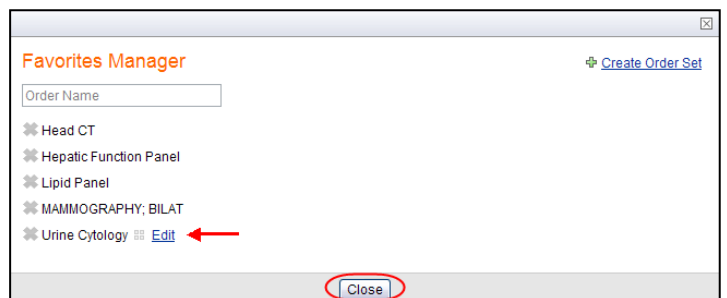 Favorites Manager
Create Order Set
Order Name
Head CT
Hepatic Function Panel
Lipid Panel
MAMMOGRAPHY; BILAT
Urine Cytology Edit
Close